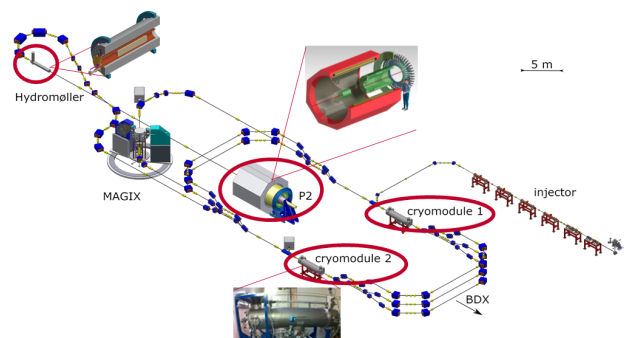 5 m
Hydromøller
MAGIX
P2
injector
cryomodule 1
cryomodule 2
BDX